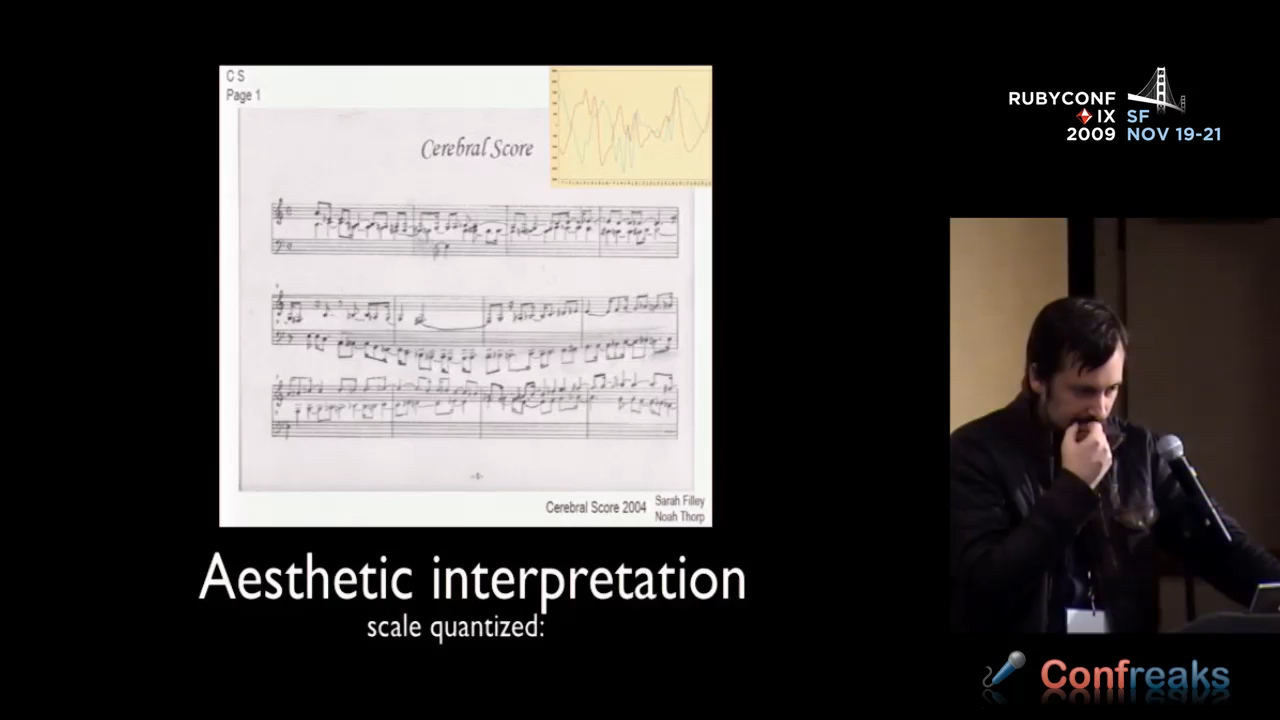 C S
Page 1
Cerebral Score
-1-
Cerebral Score 2004
Sarah Filley
Noah Thorp
Aesthetic interpretation
scale quantized:
RUBYCONF
IX SF
2009 NOV 19-21
Confreaks